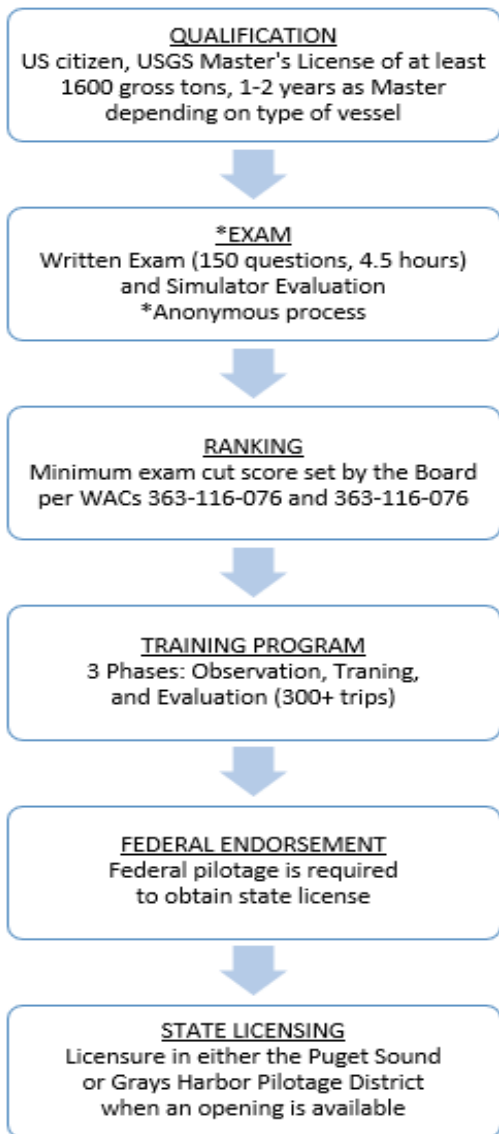 QUALIFICATION
US citizen, USGS Master's License of at least
1600 gross tons, 1-2 years as Master
depending on type of vessel
*EXAM
Written Exam (150 questions, 4.5 hours)
and Simulator Evaluation
*Anonymous process
RANKING
Minimum exam cut score set by the Board
per WACs 363-116-076 and 363-116-076
TRAINING PROGRAM
3 Phases: Observation, Traning,
and Evaluation (300+ trips)
FEDERAL ENDORSEMENT
Federal pilotage is required
to obtain state license
STATE LICENSING
Licensure in either the Puget Sound
or Grays Harbor Pilotage District
when an opening is available